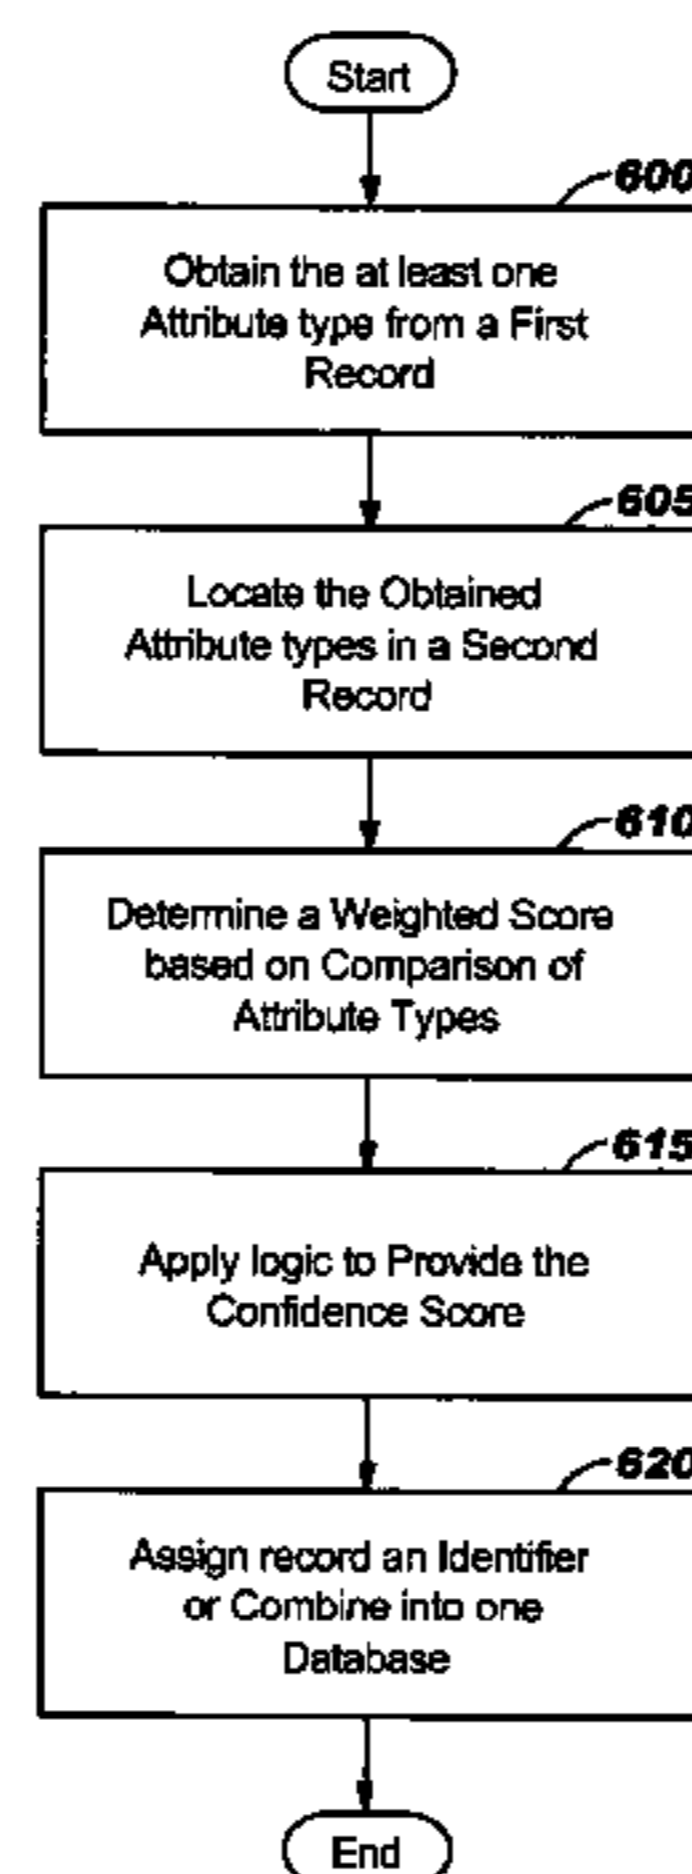 Start
600
Obtain the at least one
Attribute type from a First
Record
605
Locate the Obtained
Attribute types in a Second
Record
610
Determine a Weighted Score
based on Comparison of
Attribute Types
615
Apply logic to Provide the
Confidence Score
620
Assign record an Identifier
or Combine into one
Database
End